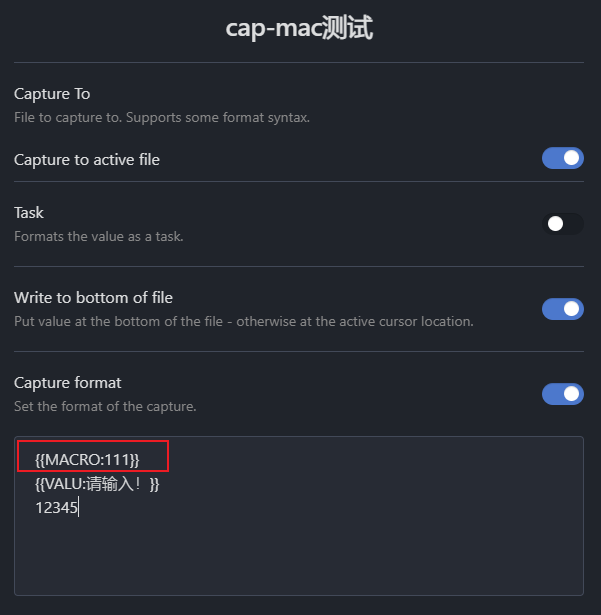 cap-mac测试
Capture To
File to capture to. Supports some format syntax.
Capture to active file
Task
Formats the value as a task.
Write to bottom of file
Put value at the bottom of the file - otherwise at the active cursor location.
Capture format
Set the format of the capture.
{{MACRO:111}}
{{VALU:请输入！}}
12345